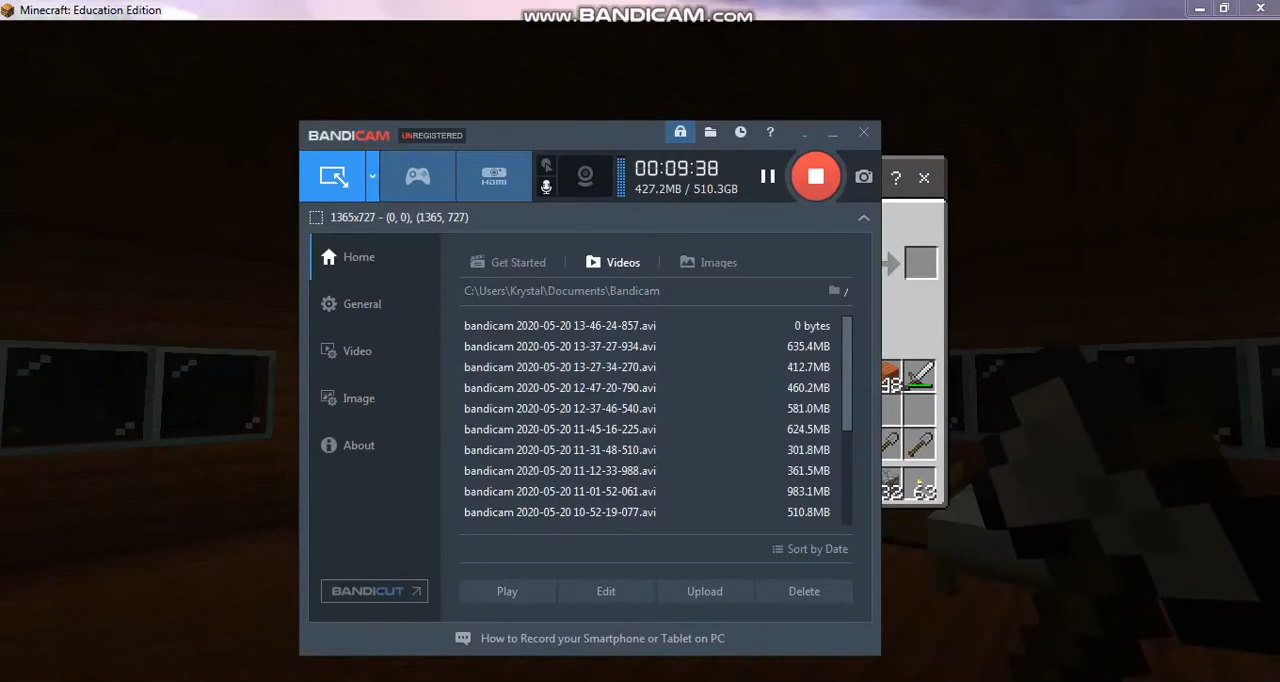 Minecraft: Education Edition
www.BANDICAM.com
BANDICAM UNREGISTERED
?
HDMI
00:09:38
427.2MB / 510.3GB
?
1365x727 - (0, 0), (1365, 727)
Home
Get Started
Videos
Images
C:\Users\Krystal\Documents\Bandicam
/
General
bandicam 2020-05-20 13-46-24-857.avi 0 bytes
bandicam 2020-05-20 13-37-27-934.avi 635.4MB
Video
bandicam 2020-05-20 13-27-34-270.avi 412.7MB
bandicam 2020-05-20 12-47-20-790.avi 460.2MB
48
Image
bandicam 2020-05-20 12-37-46-540.avi 581.0MB
bandicam 2020-05-20 11-45-16-225.avi 624.5MB
About
bandicam 2020-05-20 11-31-48-510.avi 301.8MB
bandicam 2020-05-20 11-12-33-988.avi 361.5MB
bandicam 2020-05-20 11-01-52-061.avi 983.1MB
32 63
bandicam 2020-05-20 10-52-19-077.avi 510.8MB
Sort by Date
BANDICUT
Play
Edit
Upload
Delete
How to Record your Smartphone or Tablet on PC